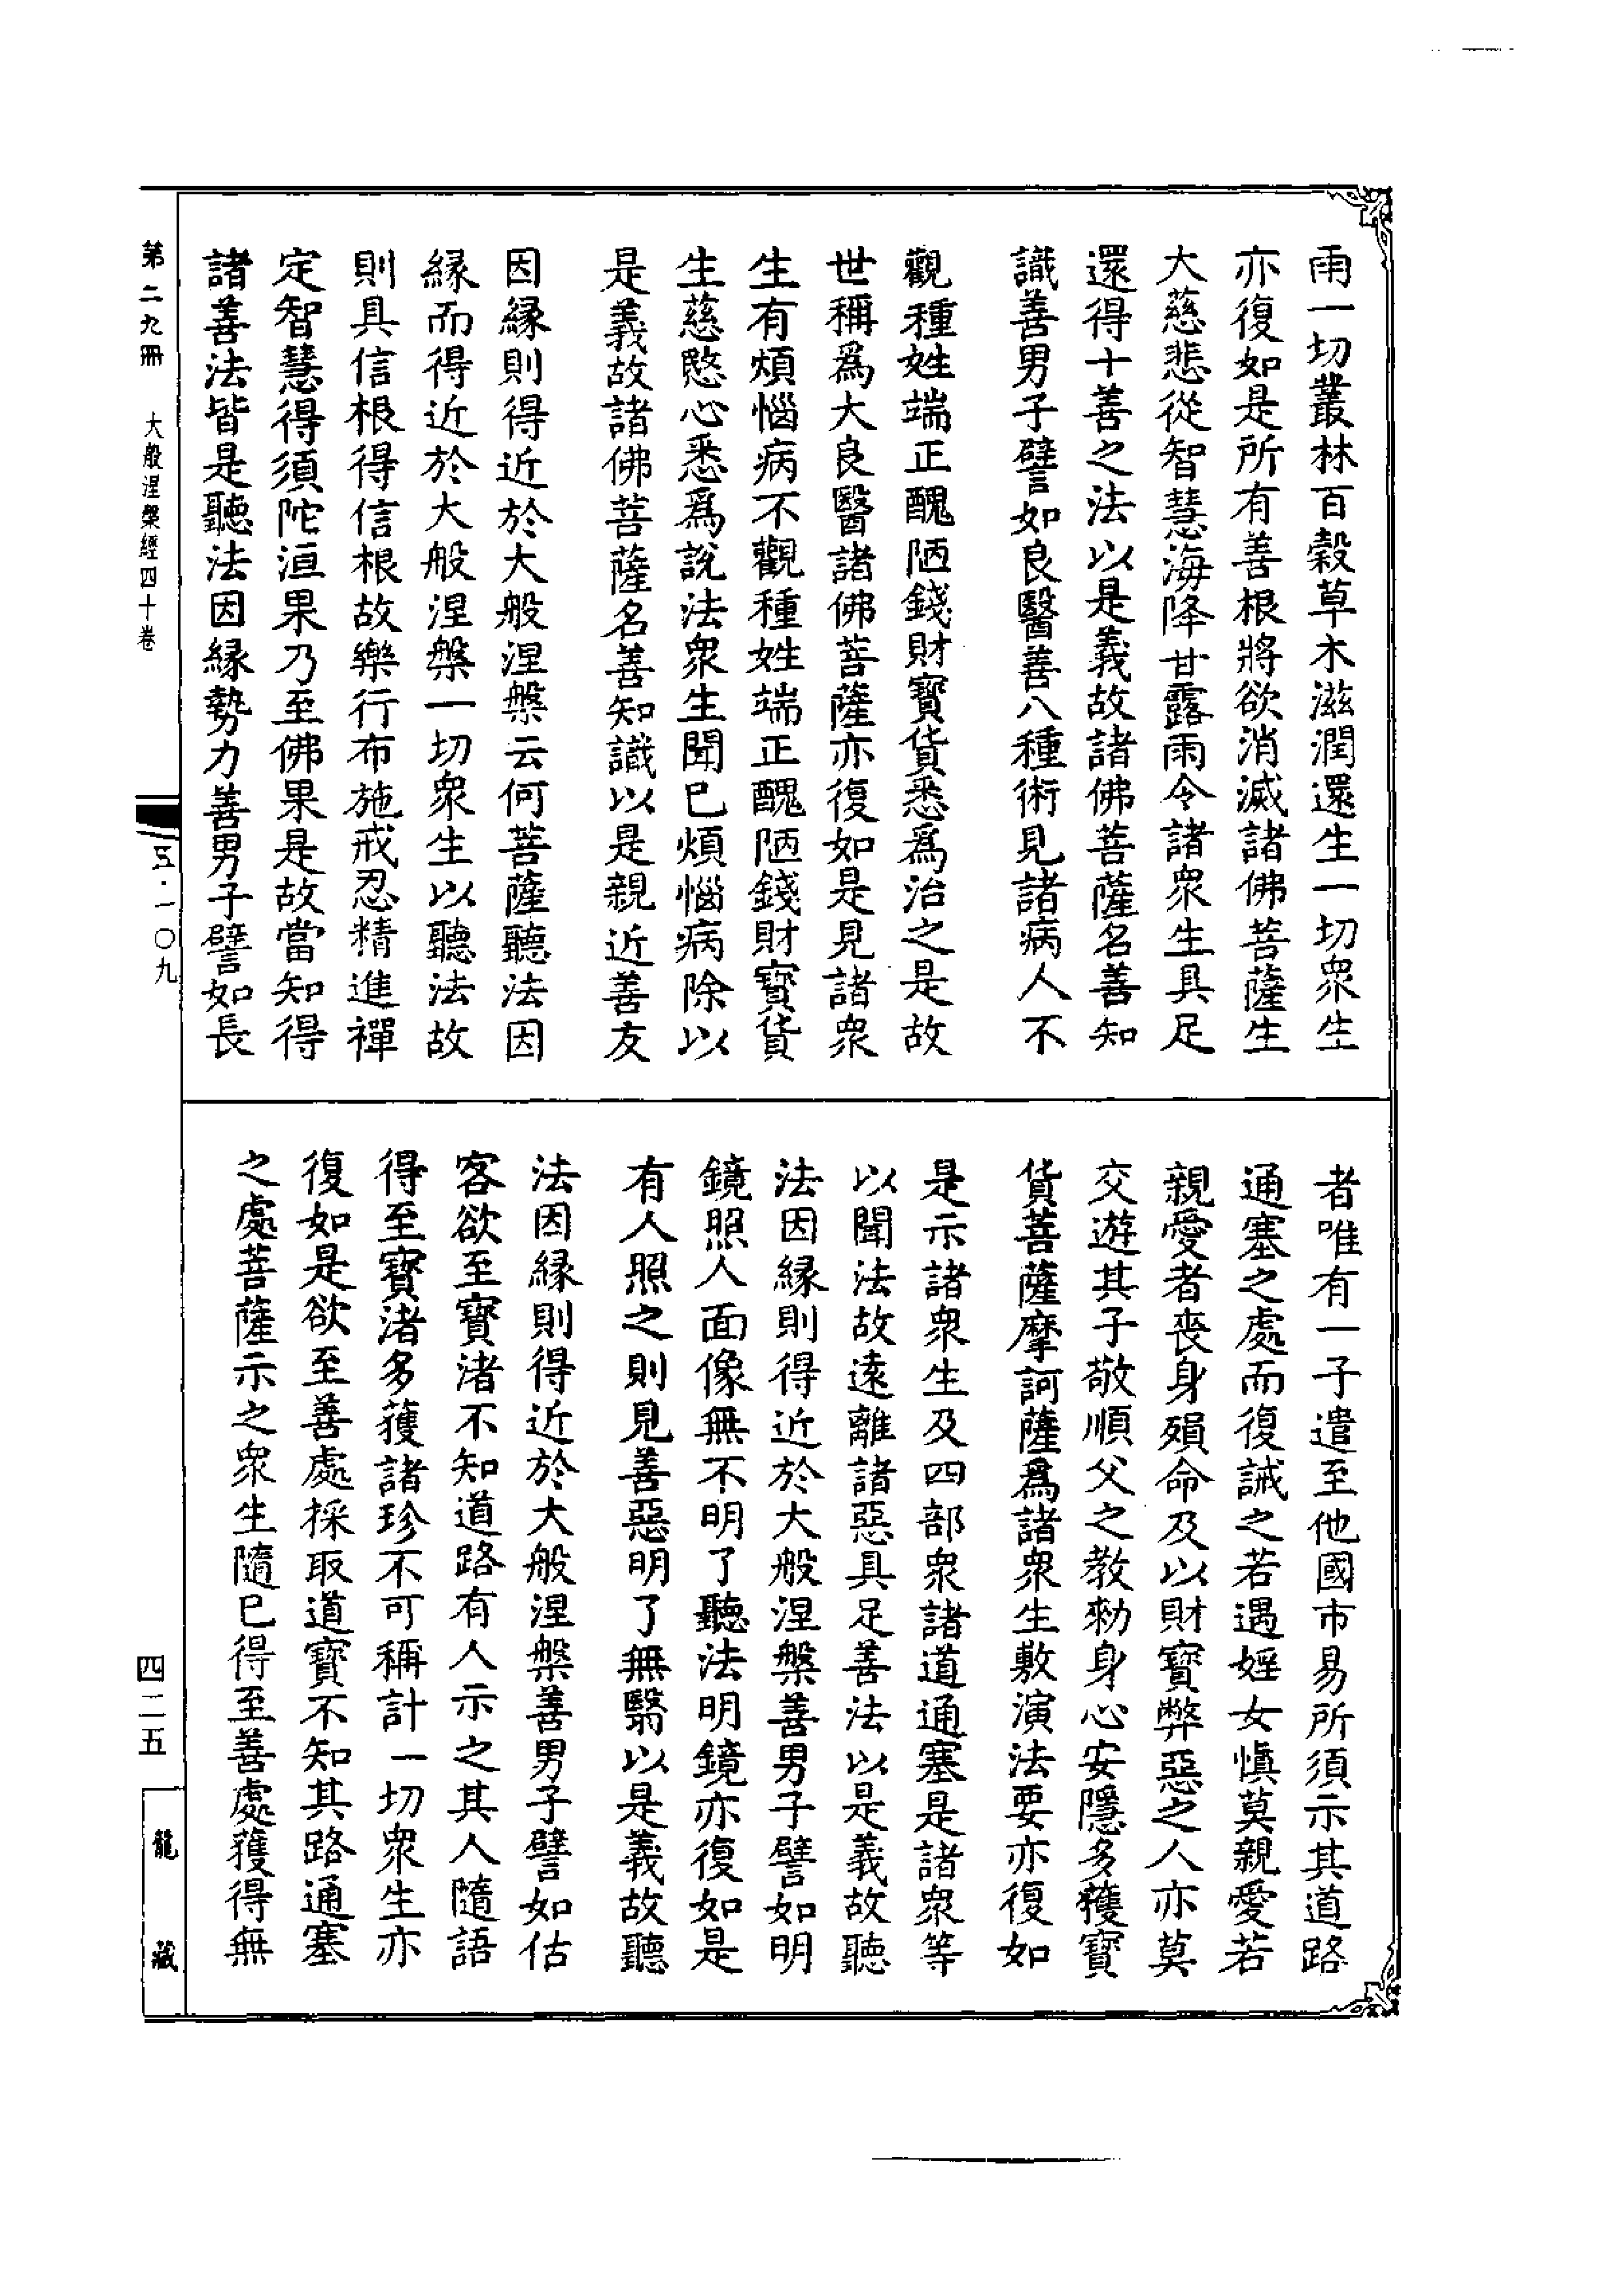 雨一切叢林百穀草木滋潤還生一切衆生
亦復如是所有善根將欲消滅諸佛菩薩生
大慈悲從智慧海降甘露雨令諸衆生具足
還得十善之法以是義故諸佛菩薩名善知
識善男子譬如良醫善八種術見諸病人不
觀種姓端正醜陋錢財寶貨悉爲治之是故
世稱爲大良醫諸佛菩薩亦復如是見諸衆
生有煩惱病不觀種姓端正醜陋錢財寶貨
生慈愍心悉爲說法衆生聞已煩惱病除以
是義故諸佛菩薩名善知識以是親近善友
因緣則得近於大般涅槃云何菩薩聽法因
緣而得近於大般涅槃一切衆生以聽法故
則具信根得信根故樂行布施戒忍精進禪
定智慧得須陀洹果乃至佛果是故當知得
諸善法皆是聽法因緣勢力善男子譬如長
者唯有一子遣至他國市易所須示其道路
通塞之處而復誡之若遇婬女慎莫親愛若
親愛者喪身殞命及以財寶弊惡之人亦莫
交遊其子敬順父之教勑身心安隱多獲寶
貨菩薩摩訶薩爲諸衆生敷演法要亦復如
是示諸衆生及四部衆諸道通塞是諸衆等
以聞法故遠離諸惡具足善法以是義故聽
法因緣則得近於大般涅槃善男子譬如明
鏡照人面像無不明了聽法明鏡亦復如是
有人照之則見善惡明了無翳以是義故聽
法因緣則得近於大般涅槃善男子譬如估
客欲至寶渚不知道路有人示之其人隨語
得至寶渚多獲諸珍不可稱計一切衆生亦
復如是欲至善處採取道寶不知其路通塞
之處菩薩示之衆生隨已得至善處獲得無
第二九冊 大般涅槃經四十卷
五·一〇九
四二五
龍藏